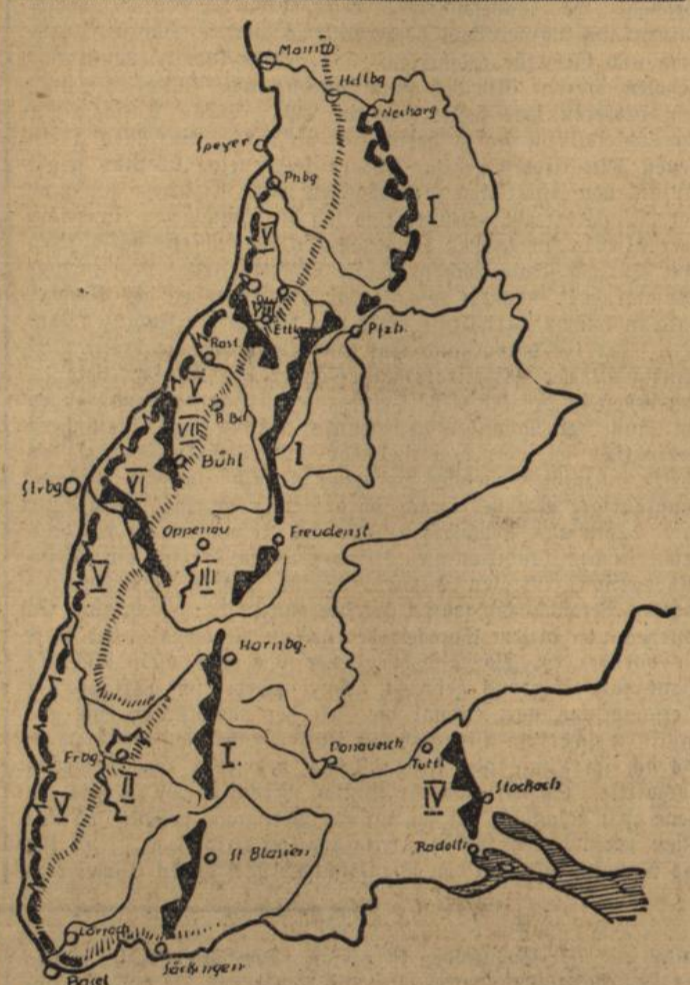 Hdlbg
Neckarg
Speyer
Phbg
I
V
VIII
Ettl.
Pfzh.
Rast.
V
B.Bd.
VII
Bühl
I
Strbg
VI
Oppenau
Freudenst.
V
III
Hornbg.
Frbg
II
I.
Donauesch
Tuttl.
IV
Stockach
V
St Blasien
Radolfz
Lörrach
Säckingen
Basel